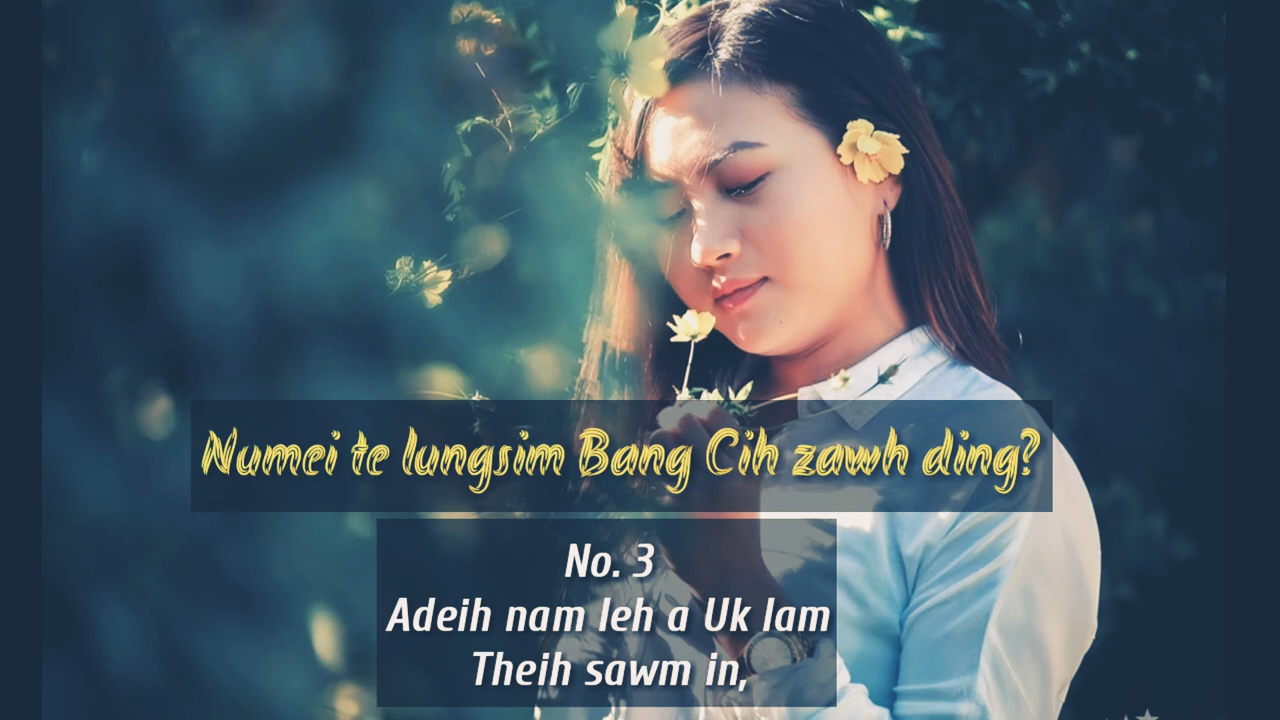 Numei te lungsim Bang Cih zawh ding?
No. 3
Adeih nam leh a Uk lam
Theih sawm in,